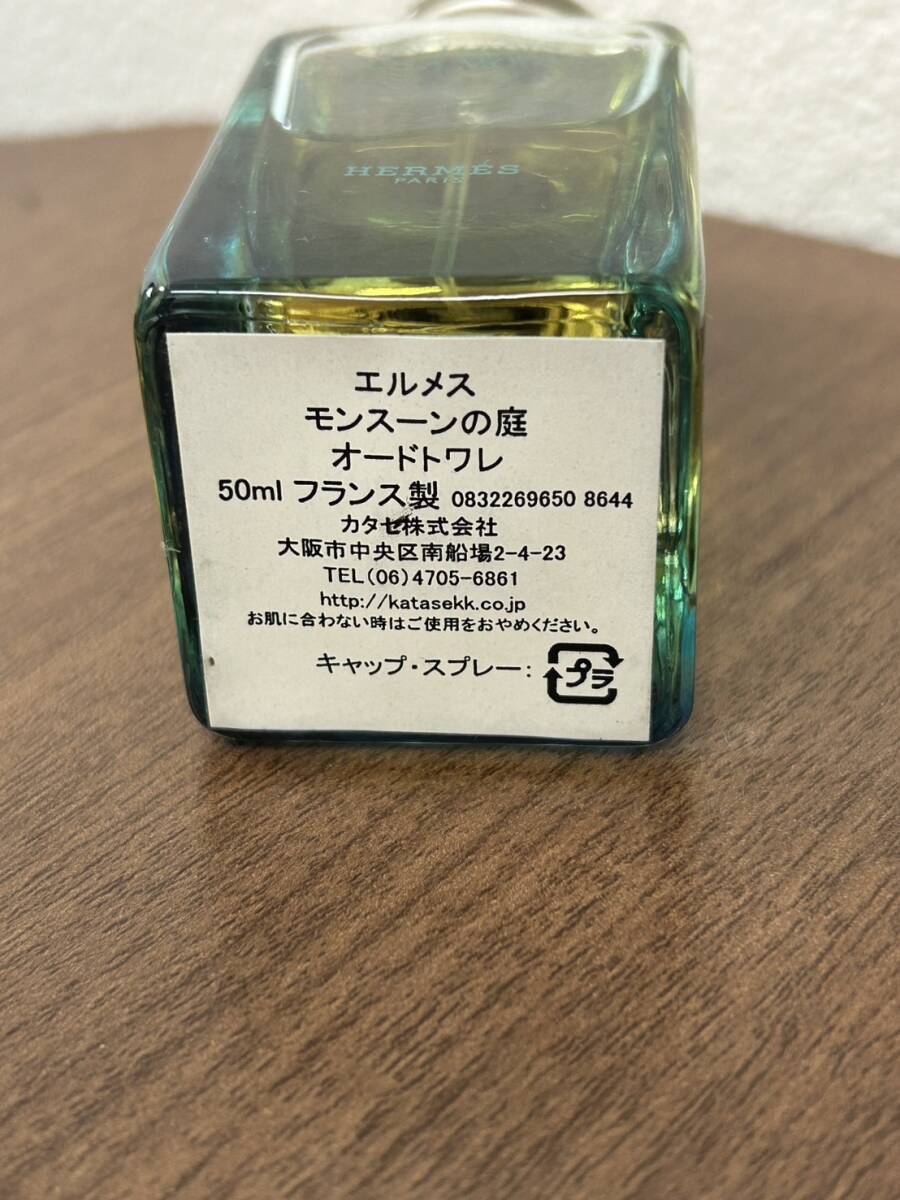 HERMÈS
PARIS
エルメス
モンスーンの庭
オードトワレ
50ml フランス製 0832269650 8644
カタセ株式会社
大阪市中央区南船場2-4-23
TEL(06)4705-6861
http://katasekk.co.jp
お肌に合わない時はご使用をおやめください。
キャップ・スプレー: プラ